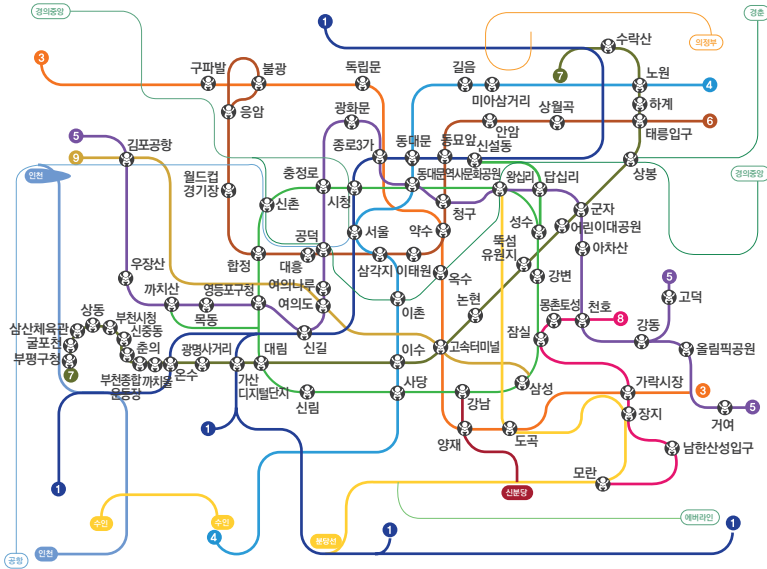 경의중앙
경춘
1
의정부
수락산
3
구파발
불광
독립문
길음
7
노원
4
미아삼거리
하계
응암
광화문
상월곡
6
안암
태릉입구
5
김포공항
종로3가
동대문
동묘앞
신설동
9
상봉
인천
월드컵
경기장
충정로
동대문역사문화공원
왕십리
답십리
경의중앙
신촌
시청
청구
군자
성수
어린이대공원
공덕
서울
약수
뚝섬
유원지
아차산
합정
대흥
삼각지
이태원
우장산
옥수
강변
5
까치산
영등포구청
여의나루
여의도
이촌
논현
풍촌토성
천호
8
고덕
목동
상동
부천시청
신중동
삼산체육관
굴포천
부평구청
춘의
광명사거리
신길
이수
고속터미널
잠실
강동
올림픽공원
7
부천종합
운동장
까치울
온수
가산
디지털단지
대림
사당
강남
삼성
가락시장
3
신림
장지
거여
5
1
양재
도곡
남한산성입구
1
모란
신분당
수인
수인
4
분당선
1
에버라인
1
공항
인천